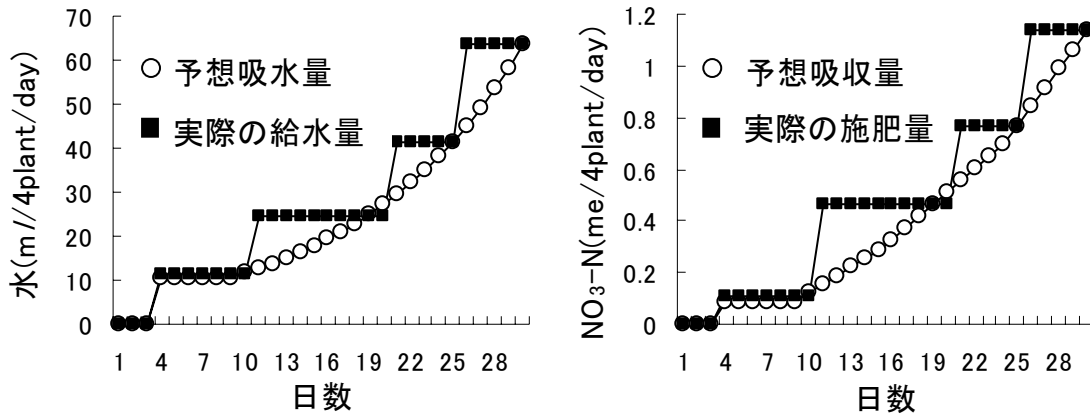 水(m//4plant/day)
70
60
50
40
30
20
10
0
予想吸水量
実際の給水量
1 4 7 10 13 16 19 22 25 28
日数
NO₃-N(me/4plant/day)
1.2
1
0.8
0.6
0.4
0.2
0
予想吸収量
実際の施肥量
1 4 7 10 13 16 19 22 25 28
日数